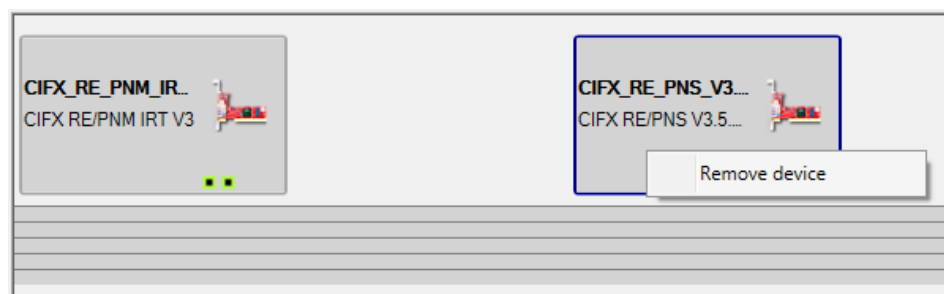 CIFX_RE_PNM_IR...
CIFX RE/PNM IRT V3
CIFX_RE_PNS_V3....
CIFX RE/PNS V3.5....
Remove device